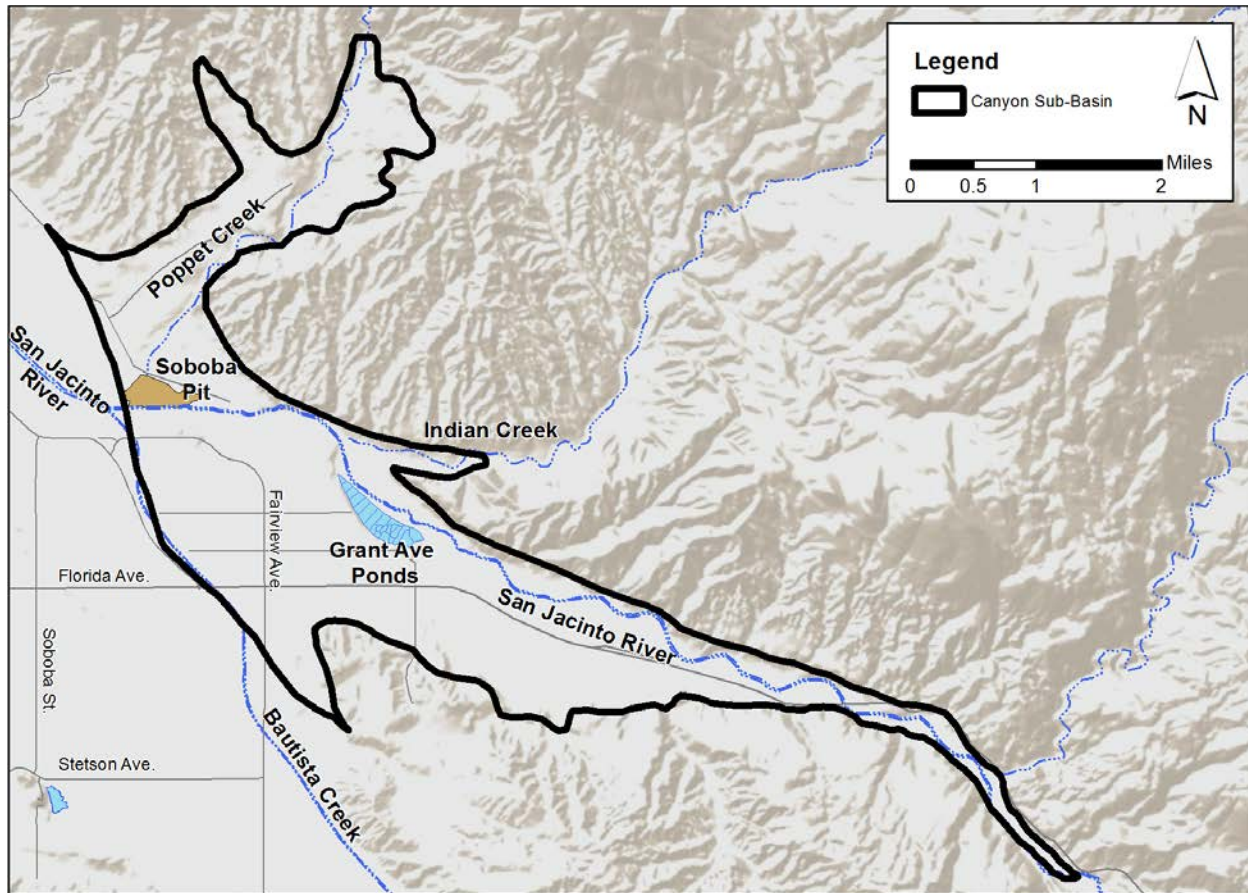 Legend
Canyon Sub-Basin
N
Miles
0 0.5 1 2
Poppet Creek
San Jacinto
River
Soboba
Pit
Indian Creek
Fairview Ave.
Grant Ave
Ponds
Florida Ave.
San Jacinto River
Soboba St.
Bautista Creek
Stetson Ave.